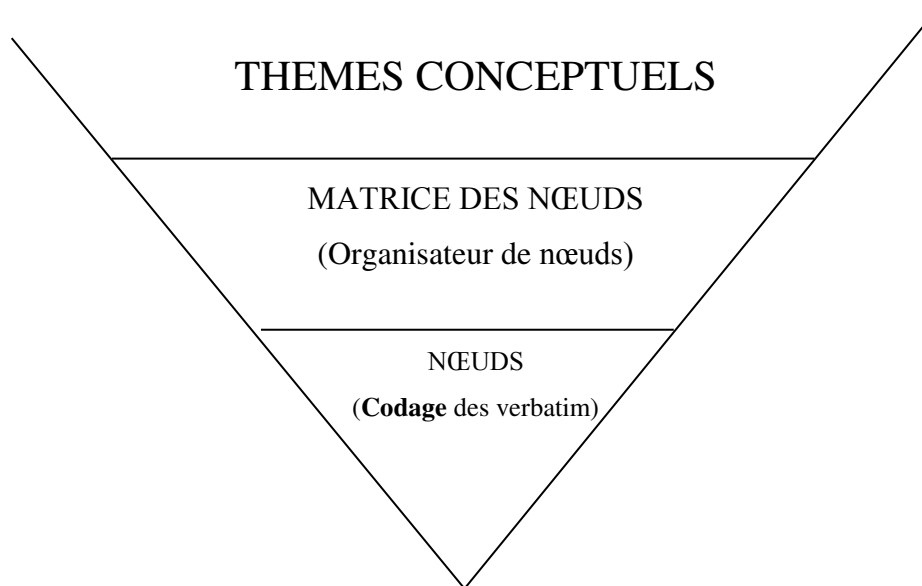 THEMES CONCEPTUELS
MATRICE DES NŒUDS
(Organisateur de nœuds)
NŒUDS
(Codage des verbatim)